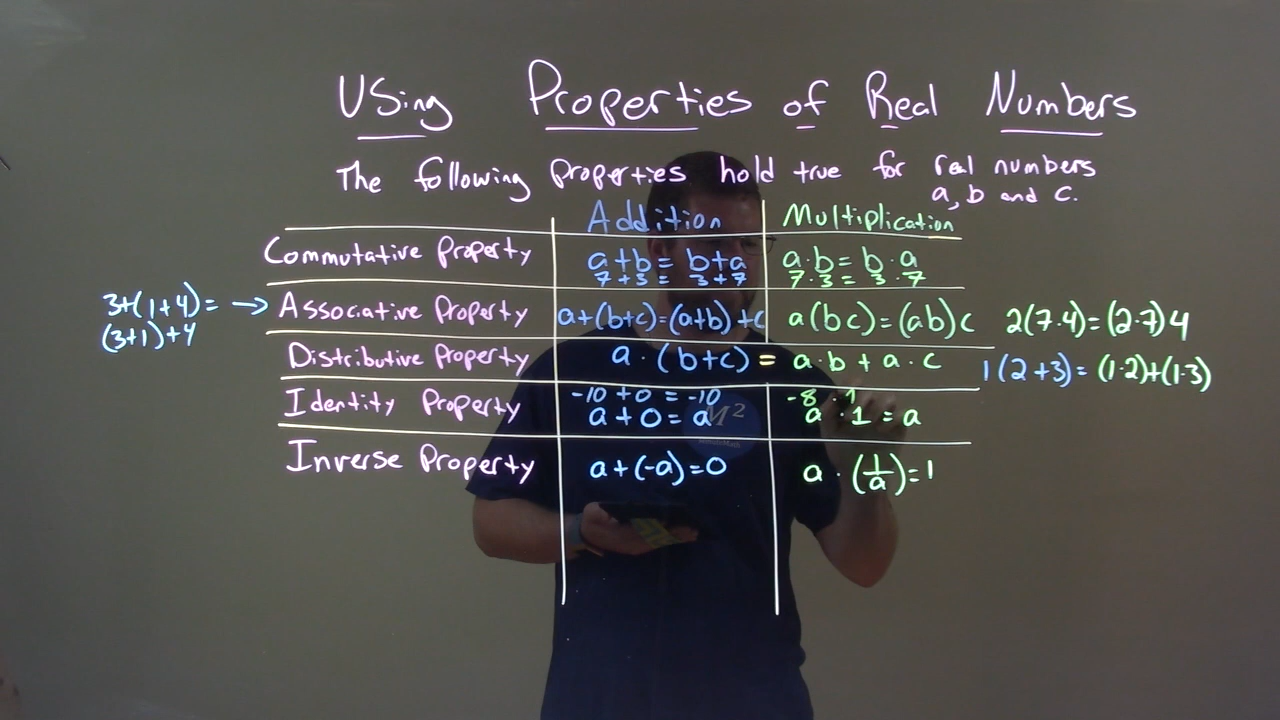 Using Properties of Real Numbers
The following properties hold true for real numbers
a, b and c.
Addition Multiplication
Commutative Property a+b = b+a a·b = b·a
7+3 = 3+7 7·3 = 3·7
3+(1+4) = → Associative Property a+(b+c)=(a+b)+c a(bc)=(ab)c 2(7·4)=(2·7)4
(3+1)+4
Distributive Property a·(b+c) = a·b + a·c 1(2+3) = (1·2)+(1·3)
-10+0 = -10 -8·1
Identity Property a+0 = a a·1 = a
M²
Inverse Property a+(-a)=0 a·(1/a)=1